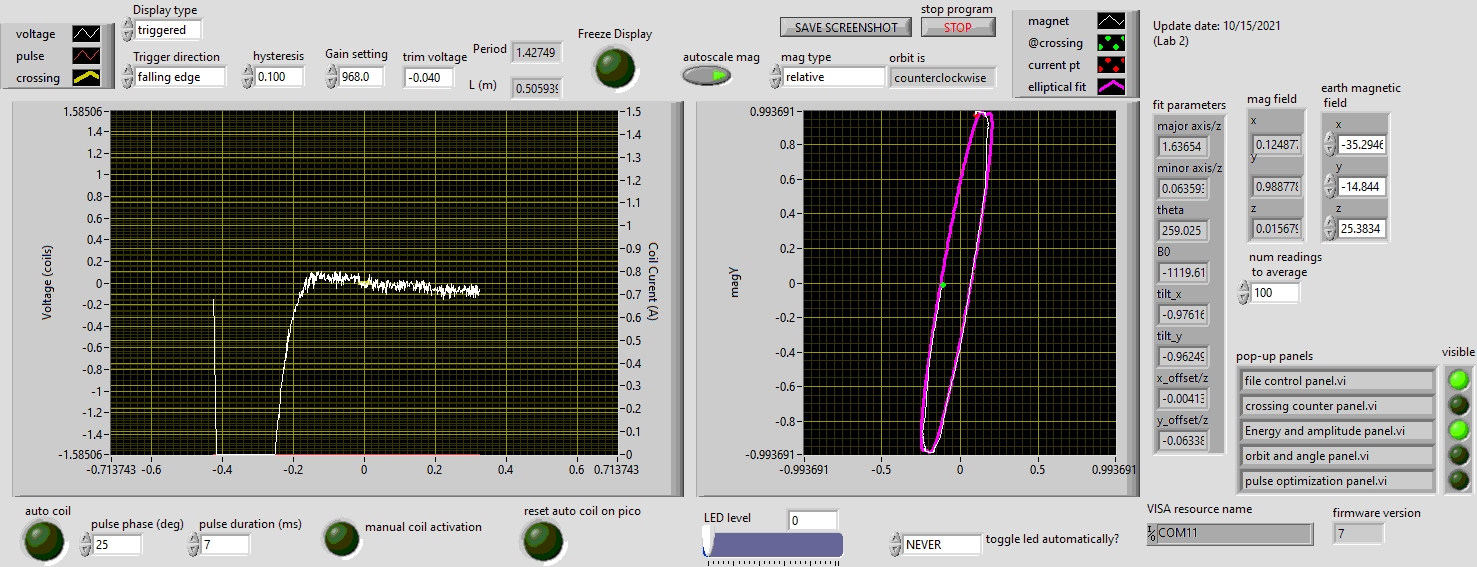 voltage
pulse
crossing
Display type
triggered
Trigger direction
falling edge
hysteresis
0.100
Gain setting
968.0
trim voltage
-0.040
Period
1.42749
L (m)
0.50593
Freeze Display
autoscale mag
SAVE SCREENSHOT
stop program
STOP
mag type
relative
orbit is
counterclockwise
magnet
@crossing
current pt
elliptical fit
Update date: 10/15/2021
(Lab 2)
Voltage (coils)
1.58506
1.4
1.2
1
0.8
0.6
0.4
0.2
0
-0.2
-0.4
-0.6
-0.8
-1
-1.2
-1.4
-1.58506
-0.713743
-0.6
-0.4
-0.2
0
0.2
0.4
0.6
0.713743
1.5
1.4
1.3
1.2
1.1
1
0.9
0.8
0.7
0.6
0.5
0.4
0.3
0.2
0.1
0
Coil Curent (A)
magY
0.993691
0.8
0.6
0.4
0.2
0
-0.2
-0.4
-0.6
-0.8
-0.993691
-0.993691
-0.5
0
0.5
0.993691
fit parameters
major axis/z
1.63654
minor axis/z
0.06359
theta
259.025
B0
-1119.61
tilt_x
-0.97616
tilt_y
-0.96249
x_offset/z
-0.00413
y_offset/z
-0.06338
mag field
x
0.12487
y
0.98877
z
0.01567
earth magnetic
field
x
-35.2946
y
-14.844
z
25.3834
num readings
to average
100
pop-up panels
visible
file control panel.vi
crossing counter panel.vi
Energy and amplitude panel.vi
orbit and angle panel.vi
pulse optimization panel.vi
auto coil
pulse phase (deg)
25
pulse duration (ms)
7
manual coil activation
reset auto coil on pico
LED level
0
NEVER
toggle led automatically?
VISA resource name
COM11
firmware version
7